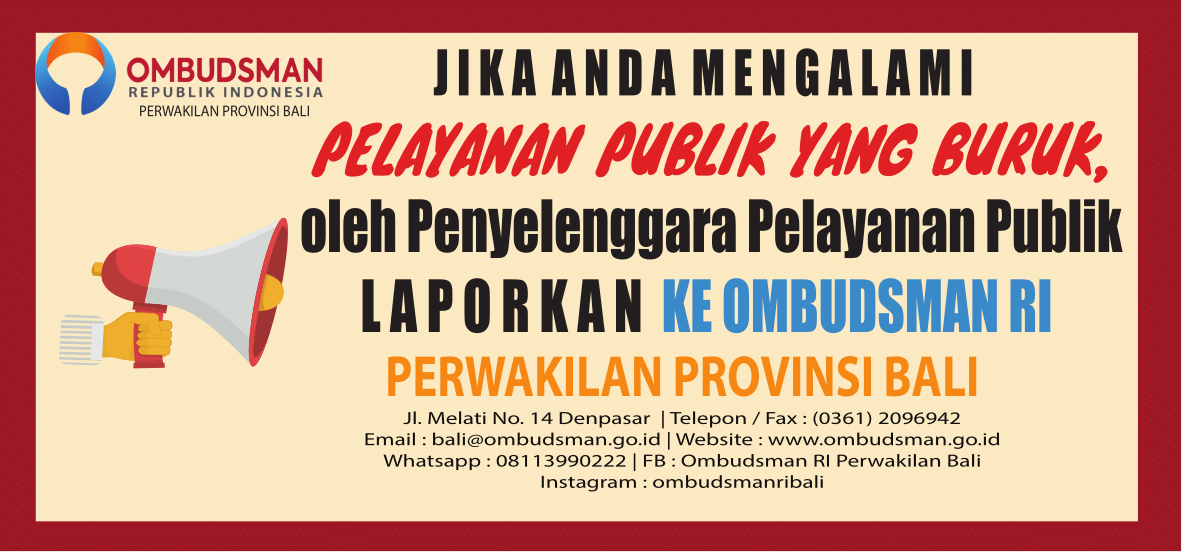 OMBUDSMAN
REPUBLIK INDONESIA
PERWAKILAN PROVINSI BALI
JIKA ANDA MENGALAMI
PELAYANAN PUBLIK YANG BURUK,
oleh Penyelenggara Pelayanan Publik
LAPORKAN KE OMBUDSMAN RI
PERWAKILAN PROVINSI BALI
Jl. Melati No. 14 Denpasar | Telepon / Fax : (0361) 2096942
Email : bali@ombudsman.go.id | Website : www.ombudsman.go.id
Whatsapp : 08113990222 | FB : Ombudsman RI Perwakilan Bali
Instagram : ombudsmanribali